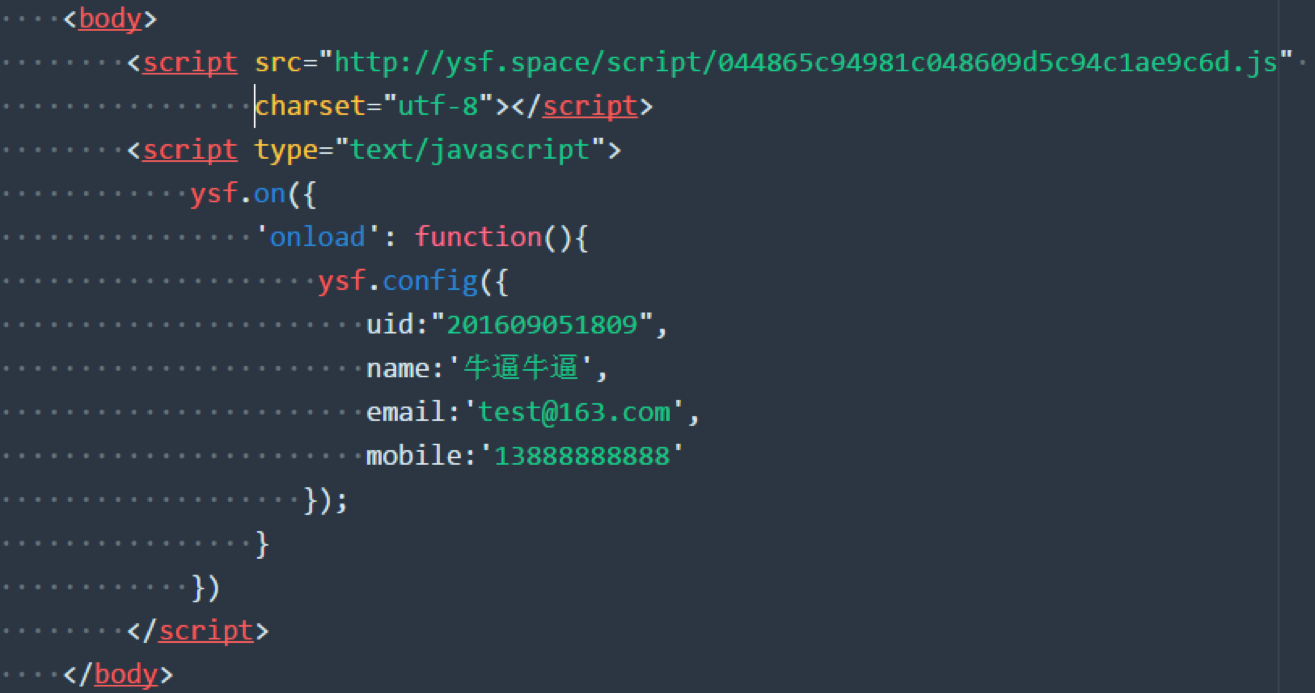 <body>
<script src="http://ysf.space/script/044865c94981c048609d5c94c1ae9c6d.js"
charset="utf-8"></script>
<script type="text/javascript">
ysf.on({
'onload': function(){
ysf.config({
uid:"201609051809",
name:'牛逼牛逼',
email:'test@163.com',
mobile:'13888888888'
});
}
})
</script>
</body>